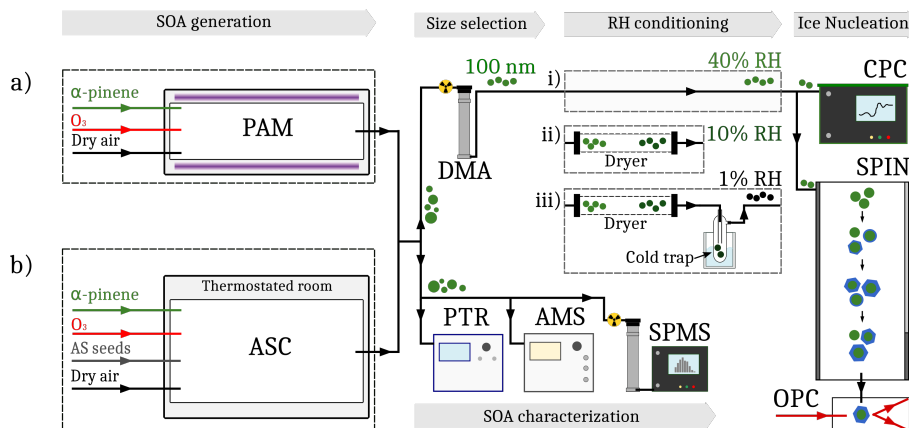 SOA generation
Size selection
RH conditioning
Ice Nucleation
a)
α-pinene
O₃
Dry air
PAM
100 nm
DMA
i)
40% RH
ii)
10% RH
Dryer
iii)
1% RH
Dryer
Cold trap
CPC
SPIN
b)
α-pinene
O₃
AS seeds
Dry air
Thermostated room
ASC
PTR
AMS
SPMS
OPC
SOA characterization